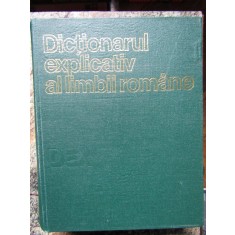 Dicționarul
explicativ
al limbii române